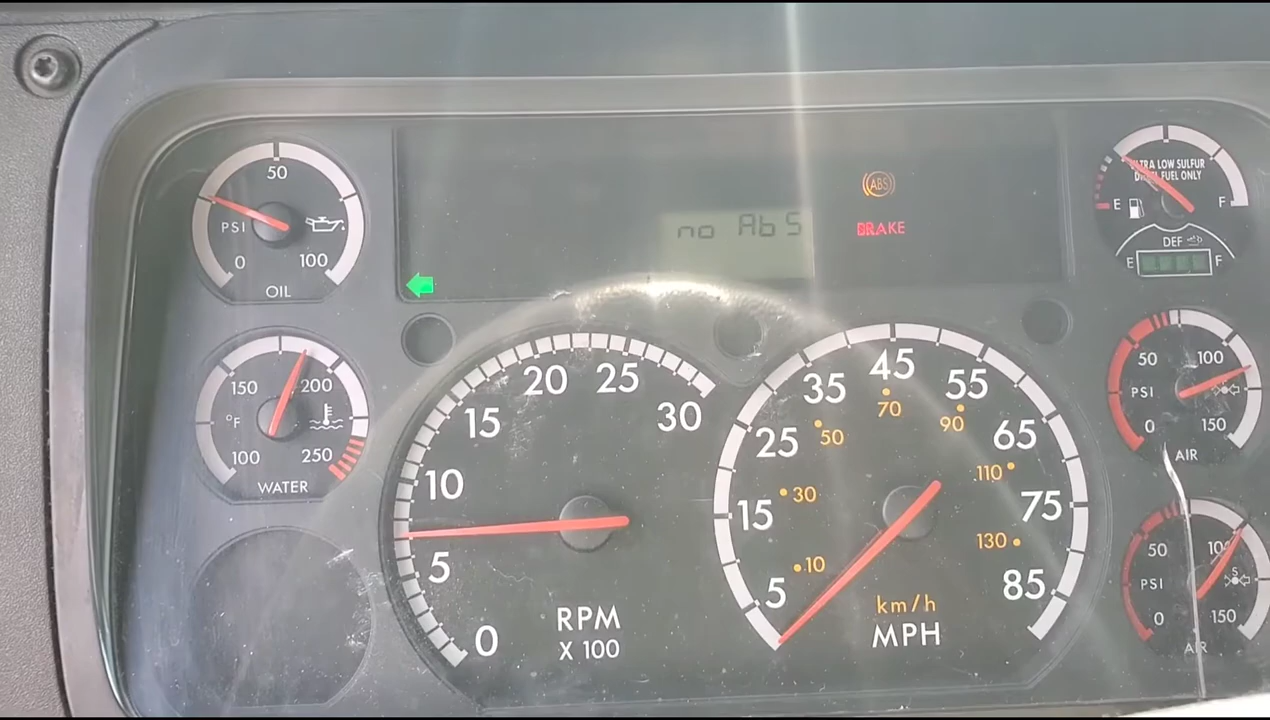 50
PSI
0
100
OIL
no AbS
ABS
BRAKE
ULTRA LOW SULFUR
DIESEL FUEL ONLY
E
F
DEF
E
F
150
200
°F
100
250
WATER
0
5
10
15
20
25
30
RPM
X 100
5
15
25
35
45
55
65
75
85
10
30
50
70
90
110
130
km/h
MPH
50
100
PSI
0
150
AIR
50
100
PSI
S
0
150
AIR